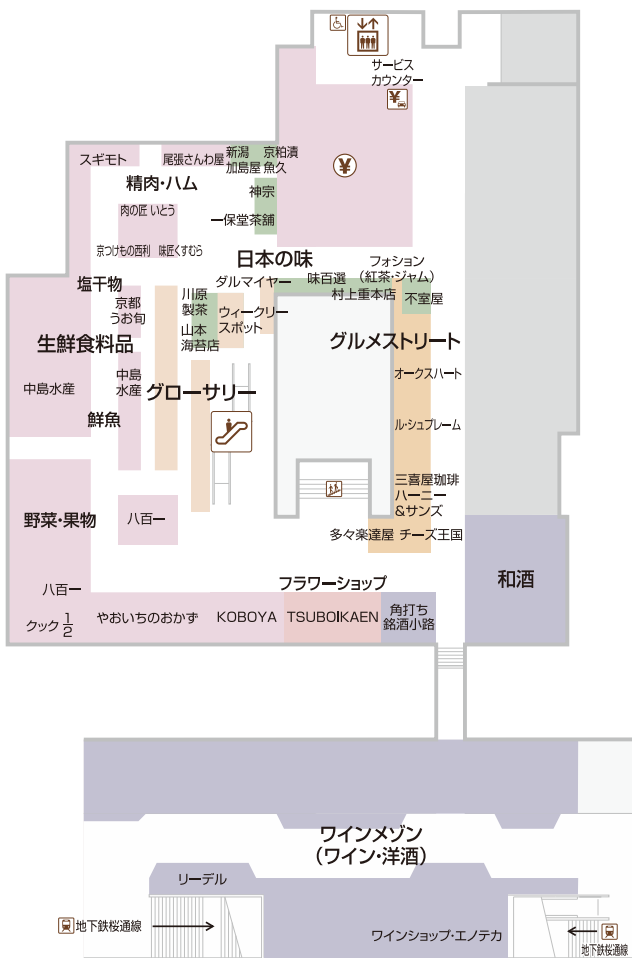 サービス
カウンター
¥
¥
スギモト
尾張さんわ屋
新潟
加島屋
京粕漬
魚久
精肉・ハム
神宗
肉の匠 いとう
一保堂茶舗
京つけもの西利
味匠くすむら
日本の味
フォション
(紅茶・ジャム)
塩干物
ダルマイヤー
味百選
村上重本店
不室屋
川原
製茶
京都
うお旬
ウィークリー
スポット
山本
海苔店
生鮮食料品
グルメストリート
中島水産
中島
水産
グローサリー
オークスハート
鮮魚
ル・シュプレーム
三喜屋珈琲
ハーニー
&サンズ
野菜・果物
八百一
多々楽達屋
チーズ王国
和酒
八百一
フラワーショップ
クック 1/2
やおいちのおかず
KOBOYA
TSUBOIKAEN
角打ち
銘酒小路
ワインメゾン
(ワイン・洋酒)
リーデル
地下鉄桜通線
ワインショップ・エノテカ
地下鉄桜通線